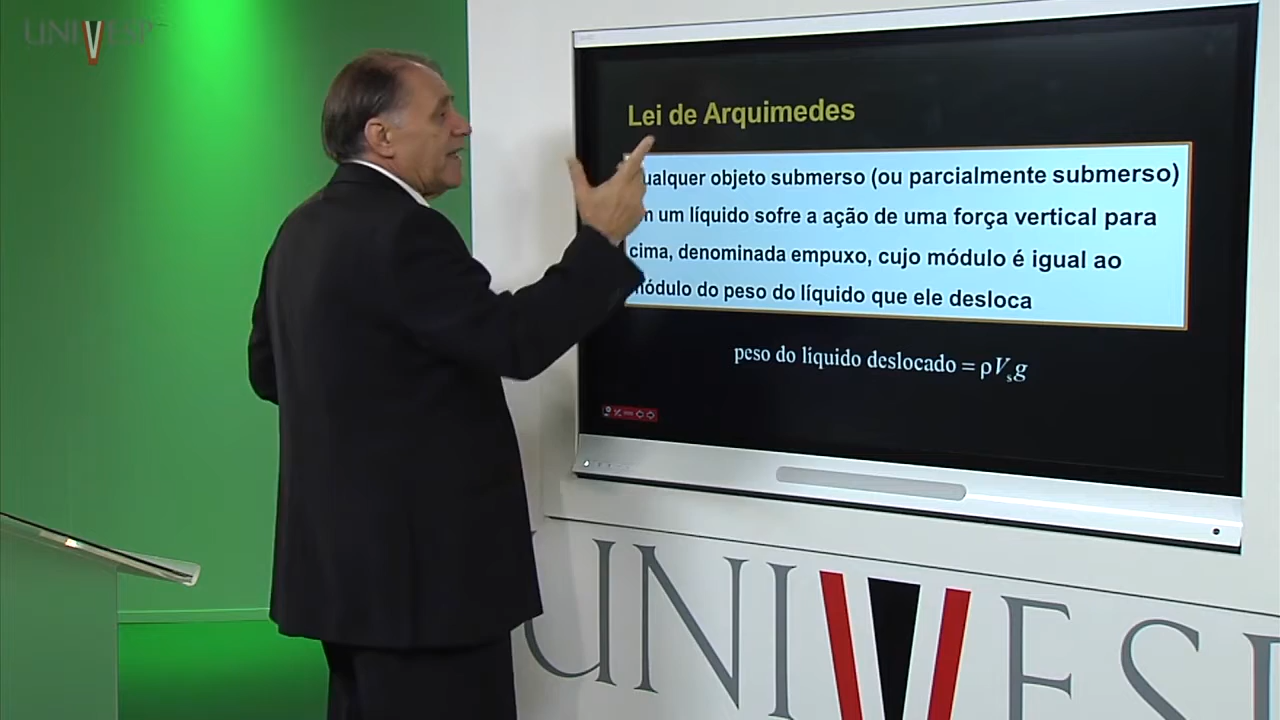 UNIVESP
Lei de Arquimedes
ualquer objeto submerso (ou parcialmente submerso)
um líquido sofre a ação de uma força vertical para
cima, denominada empuxo, cujo módulo é igual ao
módulo do peso do líquido que ele desloca
peso do líquido deslocado = ρVₛg
UNIVESP